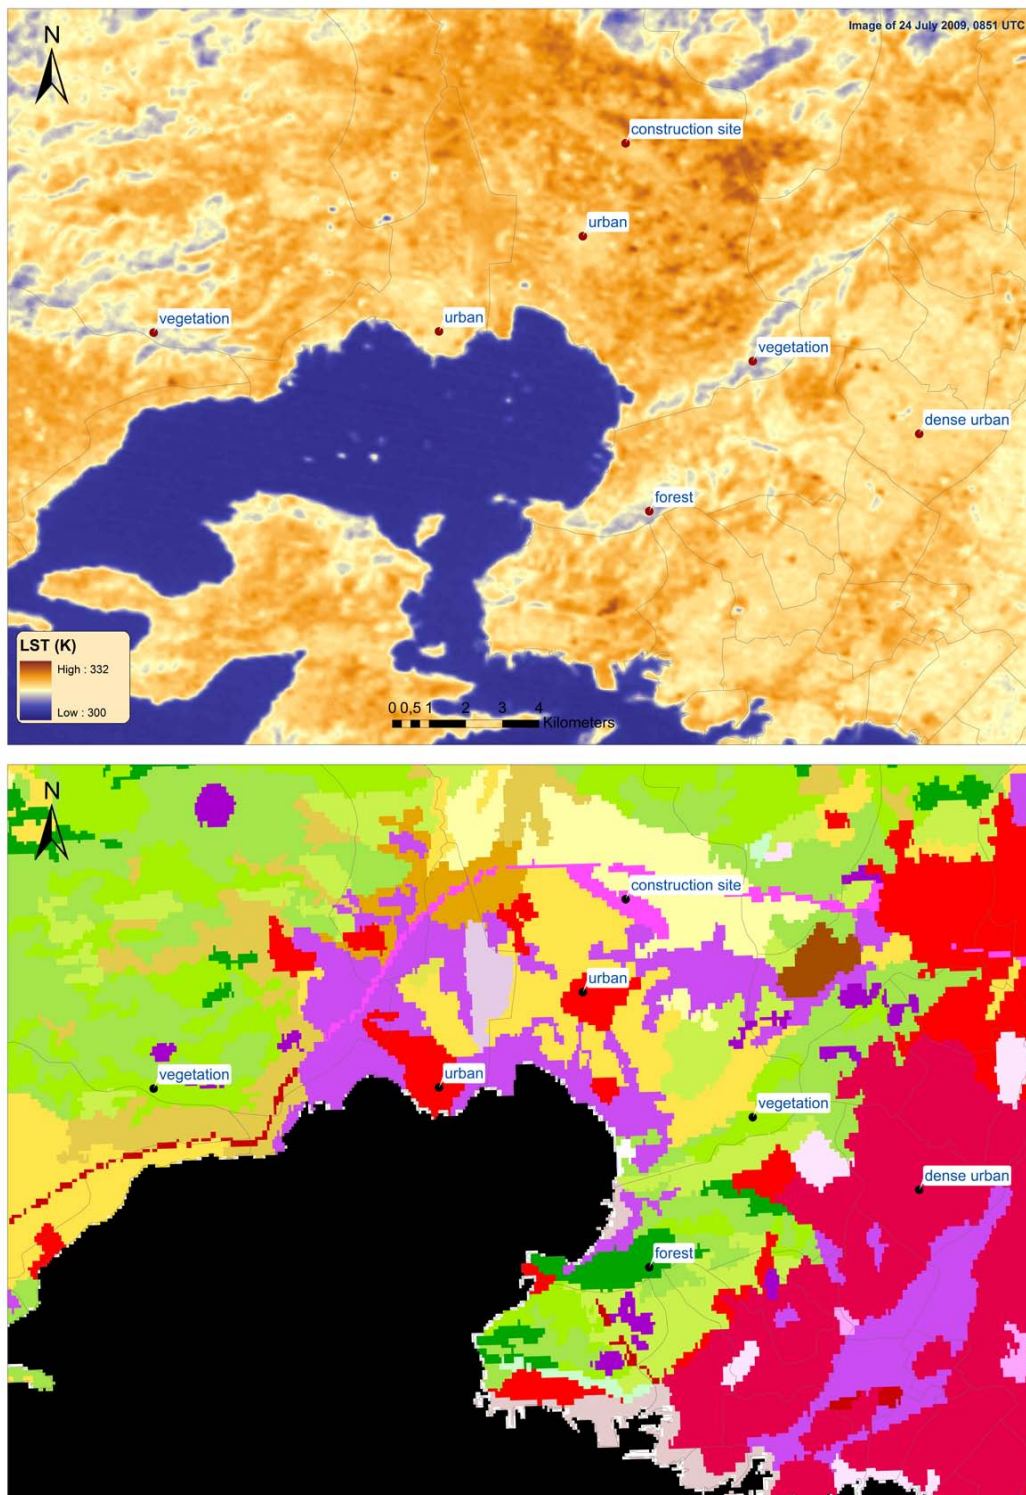 Image of 24 July 2009, 0851 UTC
N
construction site
urban
vegetation
urban
vegetation
dense urban
forest
LST (K)
High : 332
Low : 300
0 0,5 1 2 3 4
Kilometers
N
construction site
urban
vegetation
urban
vegetation
dense urban
forest